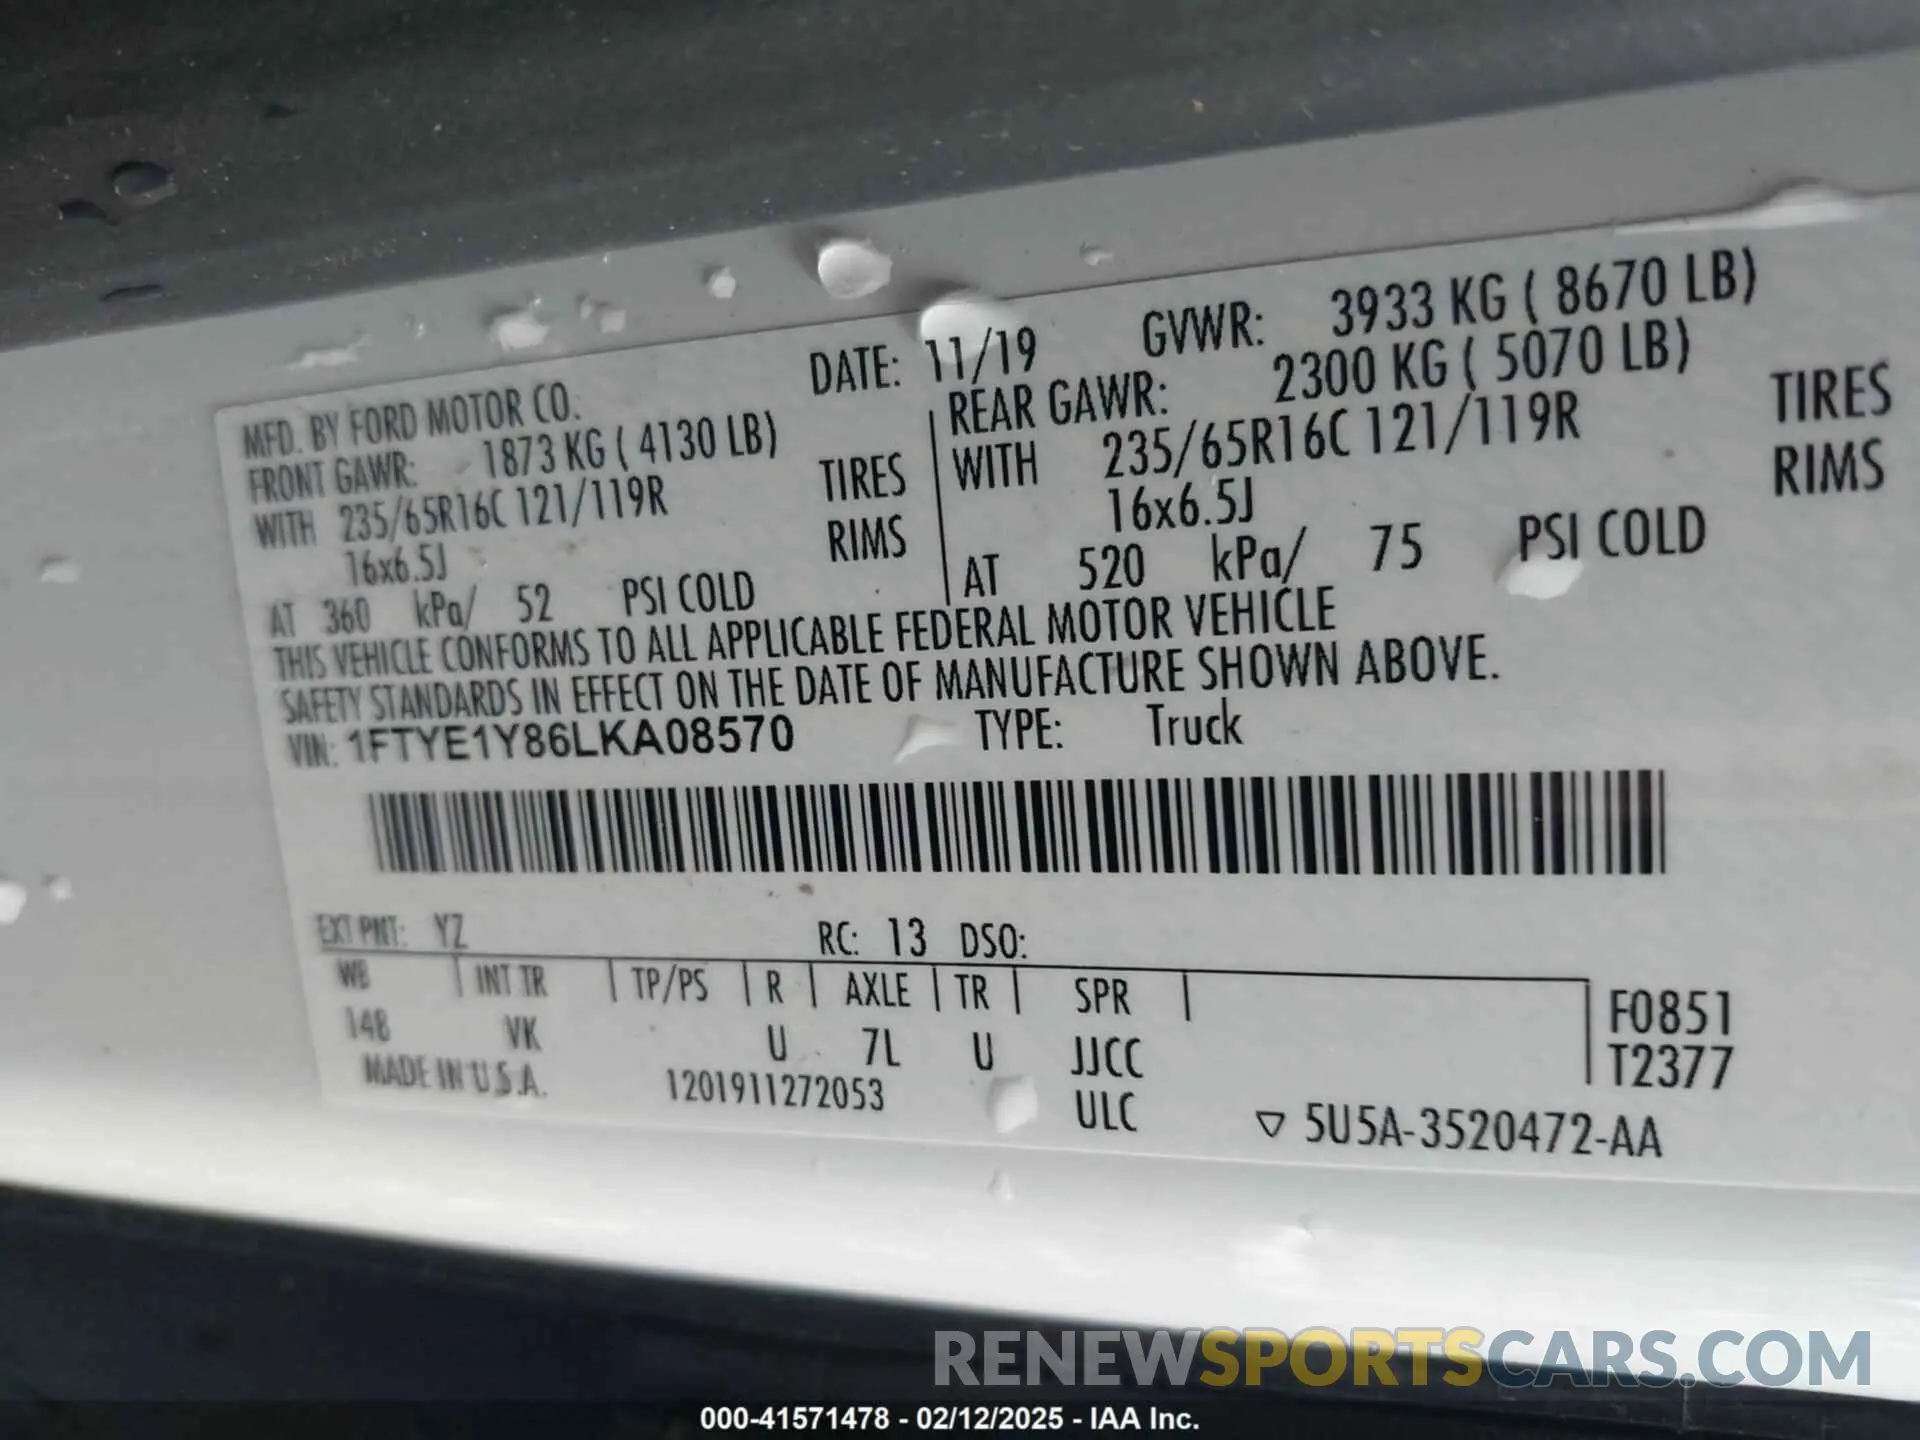 MFD. BY FORD MOTOR CO. DATE: 11/19 GVWR: 3933 KG ( 8670 LB)
FRONT GAWR: 1873 KG ( 4130 LB) REAR GAWR: 2300 KG ( 5070 LB)
WITH 235/65R16C 121/119R TIRES WITH 235/65R16C 121/119R TIRES
16x6.5J RIMS 16x6.5J RIMS
AT 360 kPa/ 52 PSI COLD AT 520 kPa/ 75 PSI COLD
THIS VEHICLE CONFORMS TO ALL APPLICABLE FEDERAL MOTOR VEHICLE
SAFETY STANDARDS IN EFFECT ON THE DATE OF MANUFACTURE SHOWN ABOVE.
VIN: 1FTYE1Y86LKA08570 TYPE: Truck
EXT PNT: YZ RC: 13 DSO:
WB INT TR TP/PS R AXLE TR SPR F0851
148 VK U 7L U JJCC T2377
MADE IN U.S.A. 1201911272053 ULC ▽ 5U5A-3520472-AA
RENEWSPORTSCARS.COM
000-41571478 - 02/12/2025 - IAA Inc.